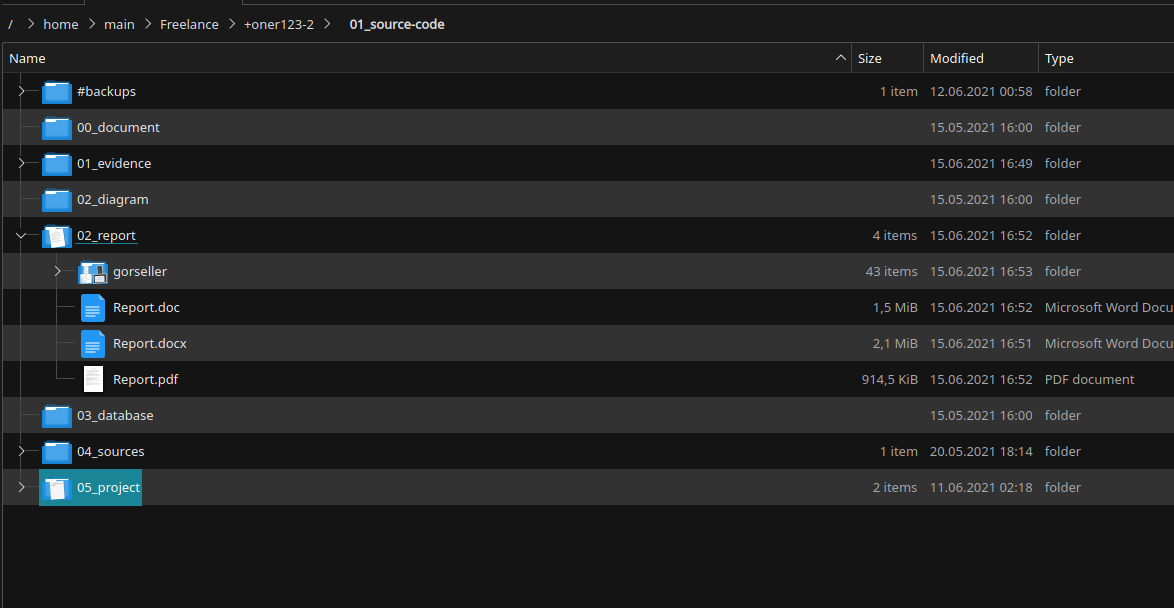 / > home > main > Freelance > +oner123-2 > 01_source-code
Name Size Modified Type
#backups 1 item 12.06.2021 00:58 folder
00_document 15.05.2021 16:00 folder
01_evidence 15.06.2021 16:49 folder
02_diagram 15.05.2021 16:00 folder
02_report 4 items 15.06.2021 16:52 folder
gorseller 43 items 15.06.2021 16:53 folder
Report.doc 1,5 MiB 15.06.2021 16:52 Microsoft Word Docu
Report.docx 2,1 MiB 15.06.2021 16:51 Microsoft Word Docu
Report.pdf 914,5 KiB 15.06.2021 16:52 PDF document
03_database 15.05.2021 16:00 folder
04_sources 1 item 20.05.2021 18:14 folder
05_project 2 items 11.06.2021 02:18 folder